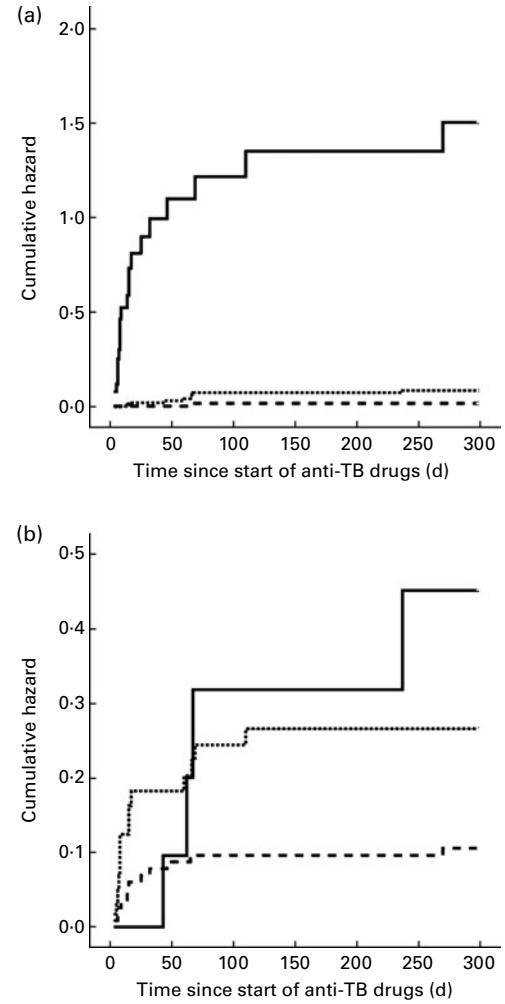 (a)
2·0
1·5
1·0
0·5
0·0
Cumulative hazard
0 50 100 150 200 250 300
Time since start of anti-TB drugs (d)
(b)
0·5
0·4
0·3
0·2
0·1
0·0
Cumulative hazard
0 50 100 150 200 250 300
Time since start of anti-TB drugs (d)